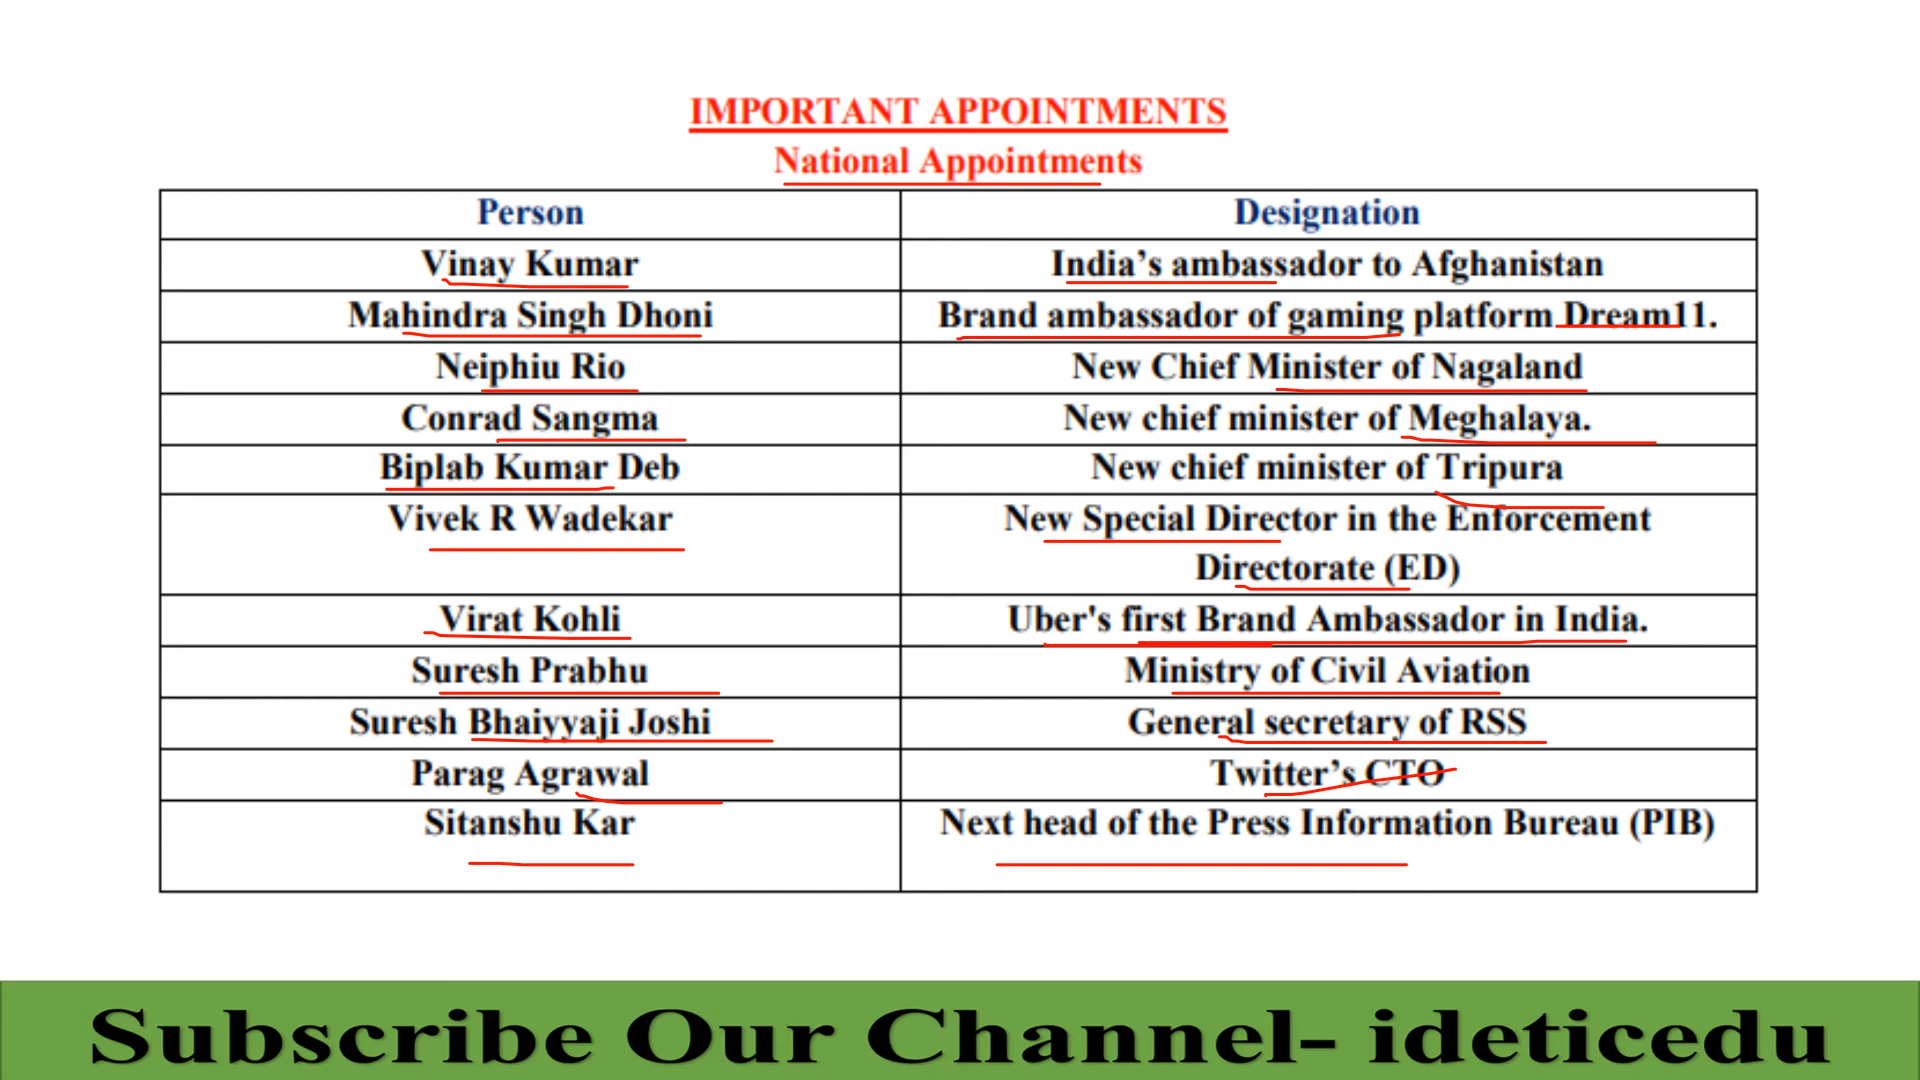 IMPORTANT APPOINTMENTS
National Appointments
Person Designation
Vinay Kumar India’s ambassador to Afghanistan
Mahindra Singh Dhoni Brand ambassador of gaming platform Dream11.
Neiphiu Rio New Chief Minister of Nagaland
Conrad Sangma New chief minister of Meghalaya.
Biplab Kumar Deb New chief minister of Tripura
Vivek R Wadekar New Special Director in the Enforcement
Directorate (ED)
Virat Kohli Uber's first Brand Ambassador in India.
Suresh Prabhu Ministry of Civil Aviation
Suresh Bhaiyyaji Joshi General secretary of RSS
Parag Agrawal Twitter’s CTO
Sitanshu Kar Next head of the Press Information Bureau (PIB)
Subscribe Our Channel- ideticedu